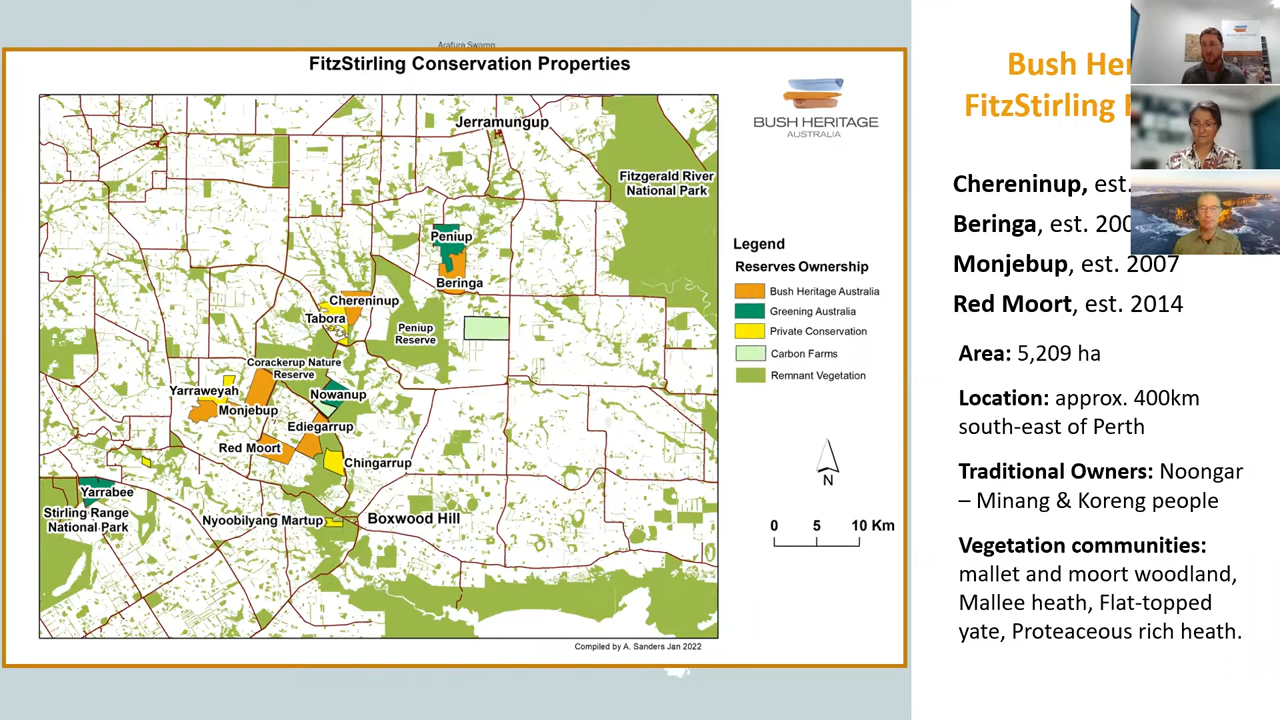 Arafura Swamp
FitzStirling Conservation Properties
BUSH HERITAGE
AUSTRALIA
Jerramungup
Fitzgerald River
National Park
Peniup
Beringa
Chereninup
Tabora
Peniup
Reserve
Corackerup Nature
Reserve
Yarraweyah
Nowanup
Monjebup
Ediegarrup
Red Moort
Chingarrup
Yarrabee
Stirling Range
National Park
Nyoobilyang Martup
Boxwood Hill
Legend
Reserves Ownership
Bush Heritage Australia
Greening Australia
Private Conservation
Carbon Farms
Remnant Vegetation
N
0 5 10 Km
Compiled by A. Sanders Jan 2022
Bush
FitzStirling
Chereninup, est.
Beringa, est.
Monjebup, est. 2007
Red Moort, est. 2014
Area: 5,209 ha
Location: approx. 400km
south-east of Perth
Traditional Owners: Noongar
– Minang & Koreng people
Vegetation communities:
mallet and moort woodland,
Mallee heath, Flat-topped
yate, Proteaceous rich heath.